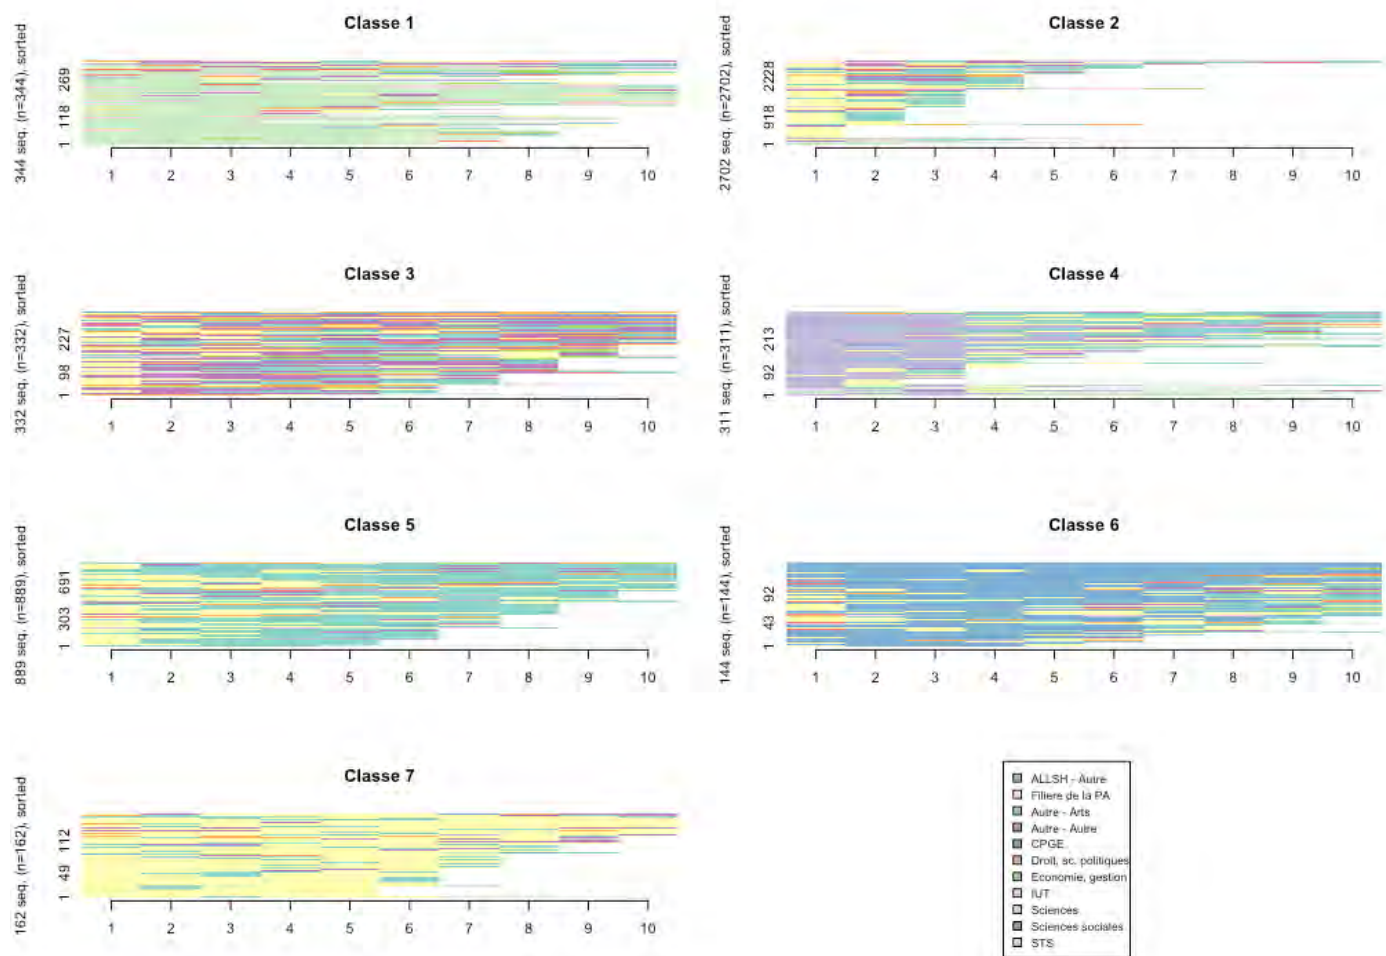 Classe 1
344 seq. (n=344), sorted
1 118 269
1 2 3 4 5 6 7 8 9 10
Classe 2
2702 seq. (n=2702), sorted
1 918 2228
1 2 3 4 5 6 7 8 9 10
Classe 3
332 seq. (n=332), sorted
1 98 227
1 2 3 4 5 6 7 8 9 10
Classe 4
311 seq. (n=311), sorted
1 92 213
1 2 3 4 5 6 7 8 9 10
Classe 5
889 seq. (n=889), sorted
1 303 691
1 2 3 4 5 6 7 8 9 10
Classe 6
144 seq. (n=144), sorted
1 43 92
1 2 3 4 5 6 7 8 9 10
Classe 7
162 seq. (n=162), sorted
1 49 112
1 2 3 4 5 6 7 8 9 10
ALLSH - Autre
Filiere de la PA
Autre - Arts
Autre - Autre
CPGE
Droit, sc. politiques
Economie, gestion
IUT
Sciences
Sciences sociales
STS